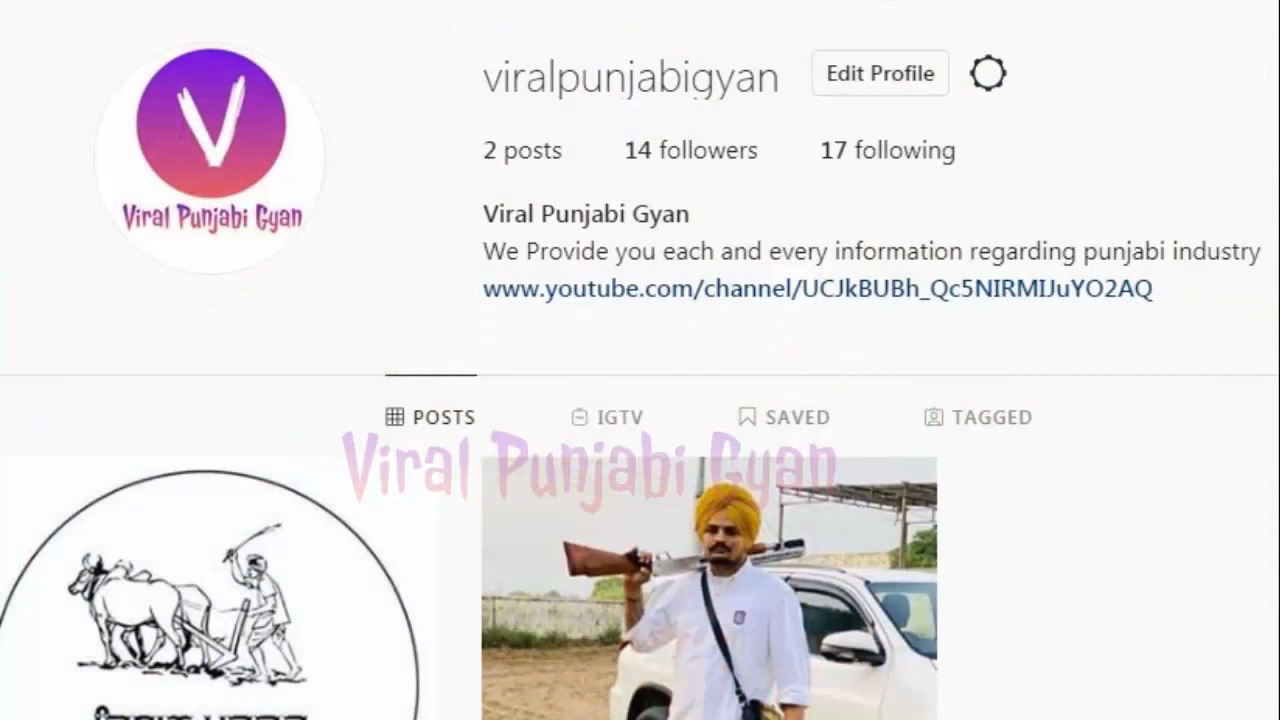 V
Viral Punjabi Gyan
viralpunjabigyan
Edit Profile
2 posts
14 followers
17 following
Viral Punjabi Gyan
We Provide you each and every information regarding punjabi industry
www.youtube.com/channel/UCJkBUBh_Qc5NIRMIJuYO2AQ
POSTS
IGTV
SAVED
TAGGED
Viral Punjabi Gyan